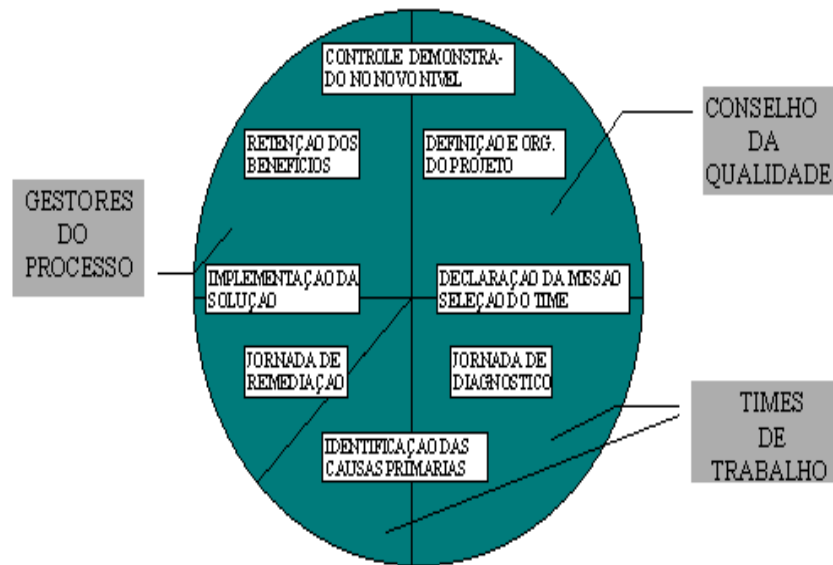 CONTROLE DEMONSTRA-
DO NO NOVO NIVEL
RETENÇAO DOS
BENEFÍCIOS
DEFINIÇAO E ORG.
DO PROJETO
CONSELHO
DA
QUALIDADE
GESTORES
DO
PROCESSO
IMPLEMENTAÇAO DA
SOLUÇAO
DECLARAÇAO DA MISSAO
SELEÇAO DO TIME
JORNADA DE
REMEDIAÇAO
JORNADA DE
DIAGNOSTICO
TIMES
DE
TRABALHO
IDENTIFICAÇAO DAS
CAUSAS PRIMARIAS